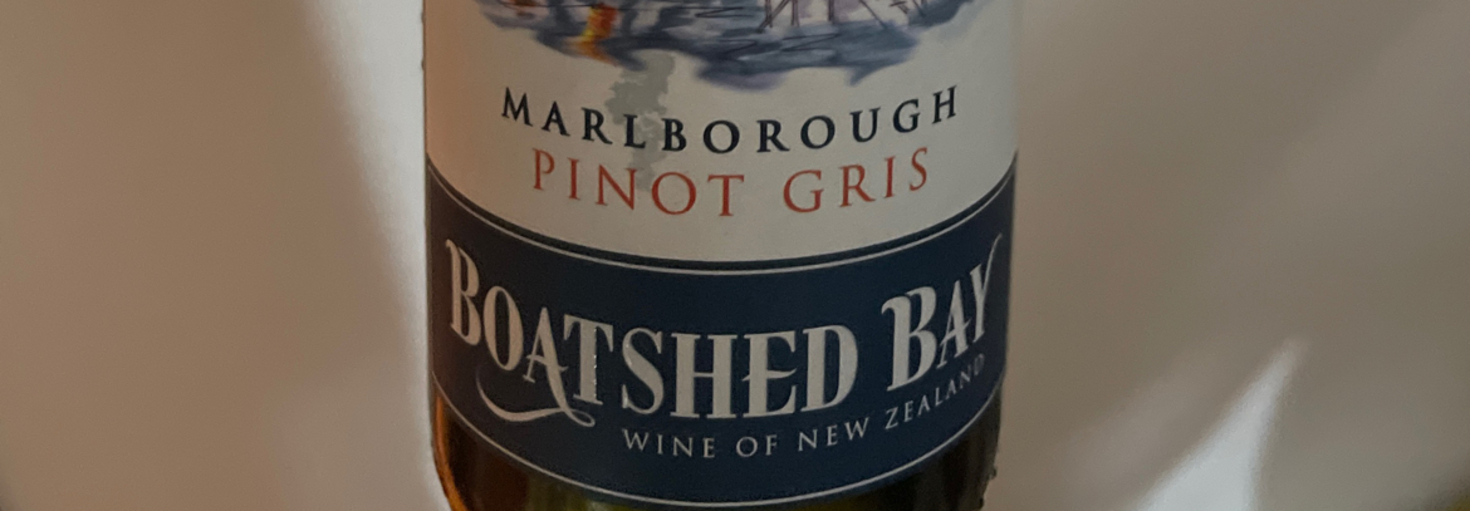 MARLBOROUGH
PINOT GRIS
BOATSHED BAY
WINE OF NEW ZEALAND